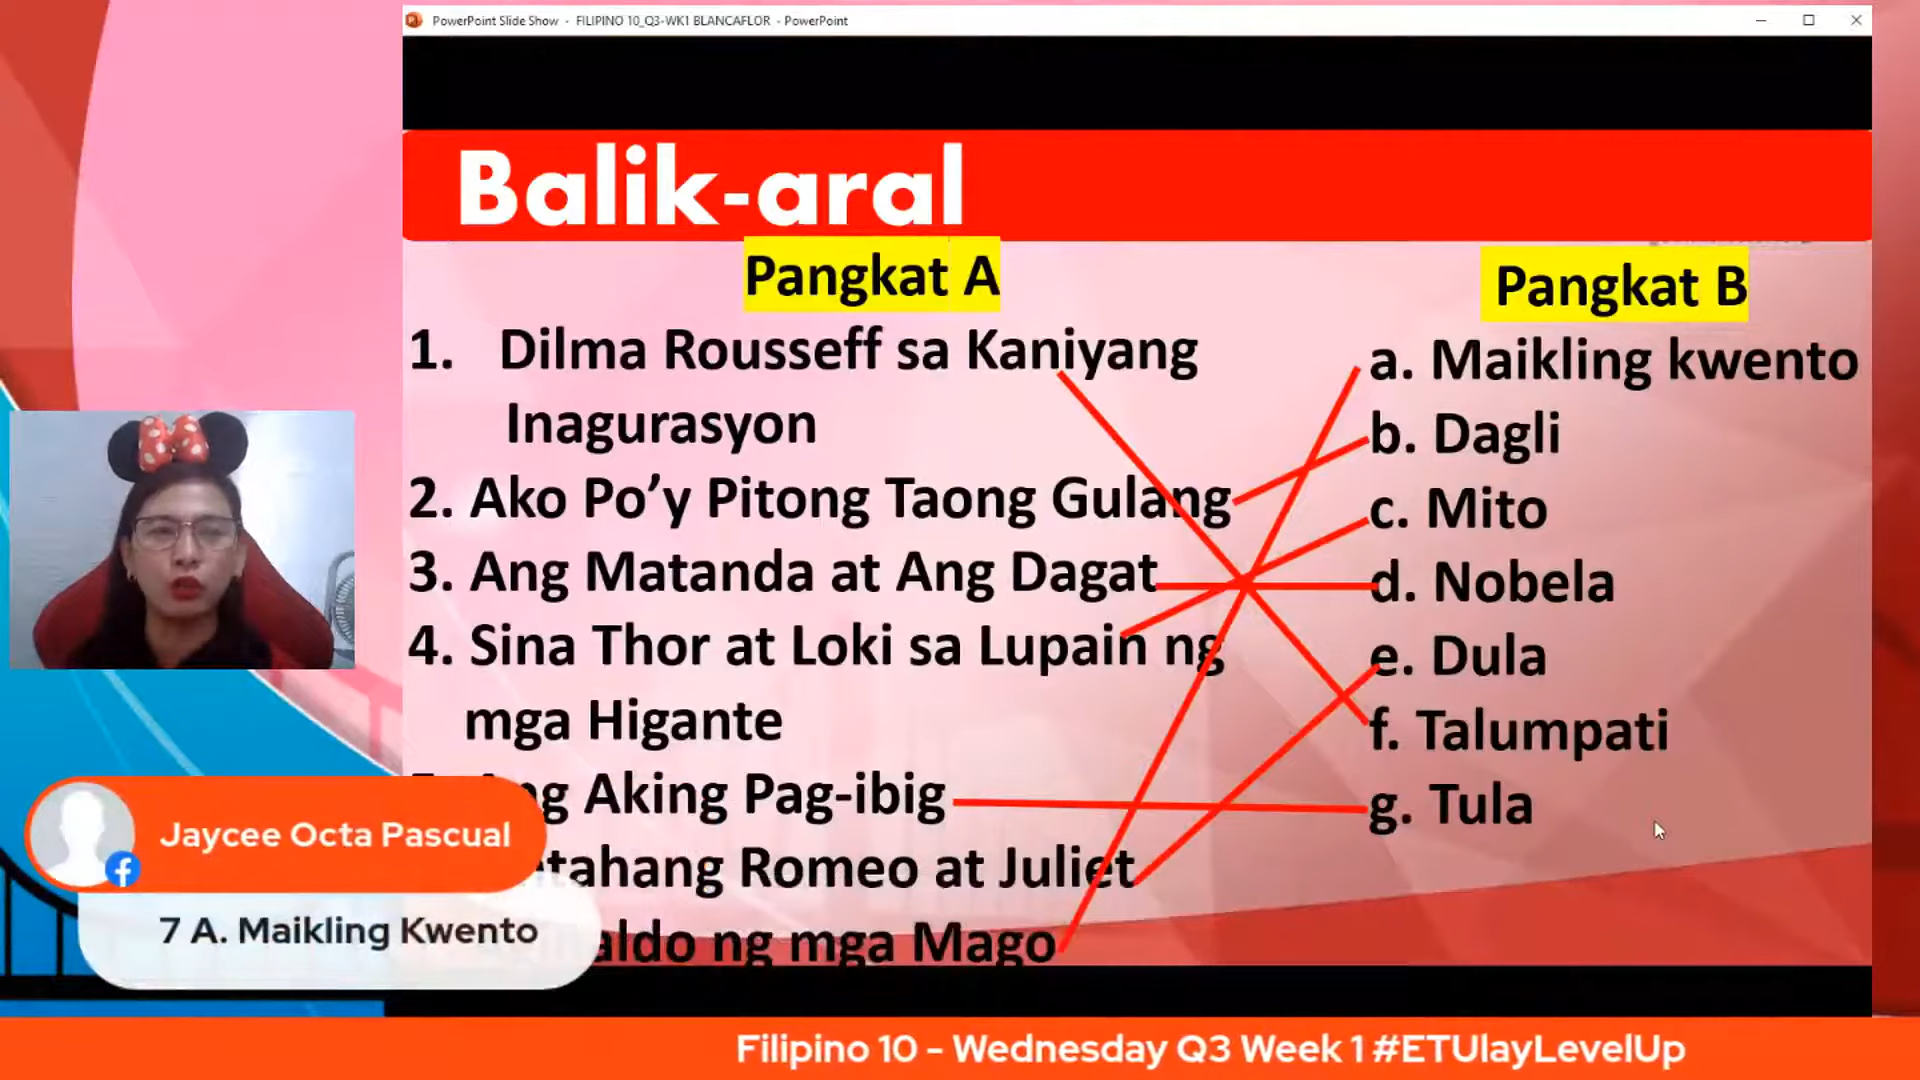 PowerPoint Slide Show - FILIPINO 10_Q3-WK1 BLANCAFLOR - PowerPoint
Balik-aral
Pangkat A
1. Dilma Rousseff sa Kaniyang
Inagurasyon
2. Ako Po’y Pitong Taong Gulang
3. Ang Matanda at Ang Dagat
4. Sina Thor at Loki sa Lupain ng
mga Higante
Aking Pag-ibig
Romeo at Juliet
ng mga Mago
Pangkat B
a. Maikling kwento
b. Dagli
c. Mito
d. Nobela
e. Dula
f. Talumpati
g. Tula
Jaycee Octa Pascual
7 A. Maikling Kwento
Filipino 10 - Wednesday Q3 Week 1 #ETUlayLevelUp